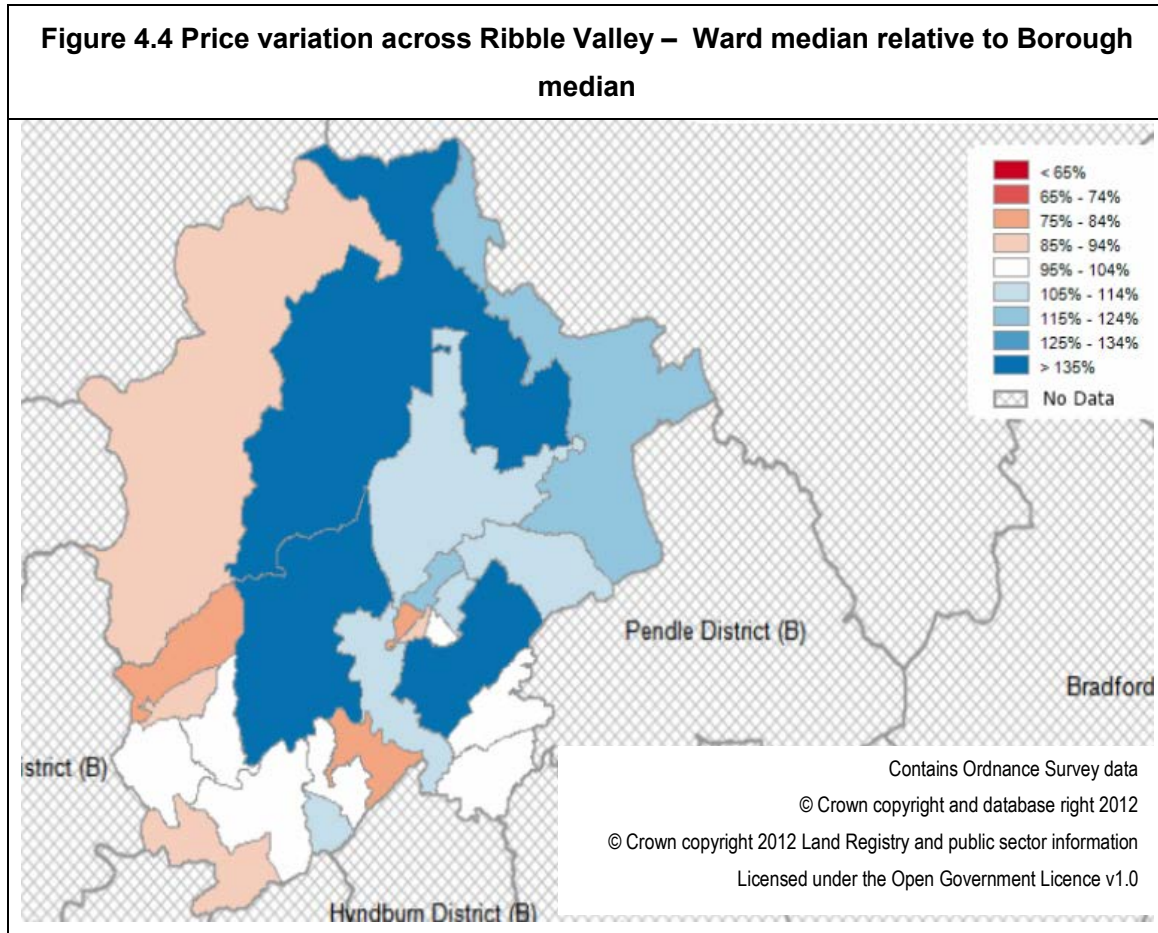 Figure 4.4 Price variation across Ribble Valley – Ward median relative to Borough
median
< 65%
65% - 74%
75% - 84%
85% - 94%
95% - 104%
105% - 114%
115% - 124%
125% - 134%
> 135%
No Data
Pendle District (B)
Bradford
istrict (B)
Hyndburn District (B)
Contains Ordnance Survey data
© Crown copyright and database right 2012
© Crown copyright 2012 Land Registry and public sector information
Licensed under the Open Government Licence v1.0